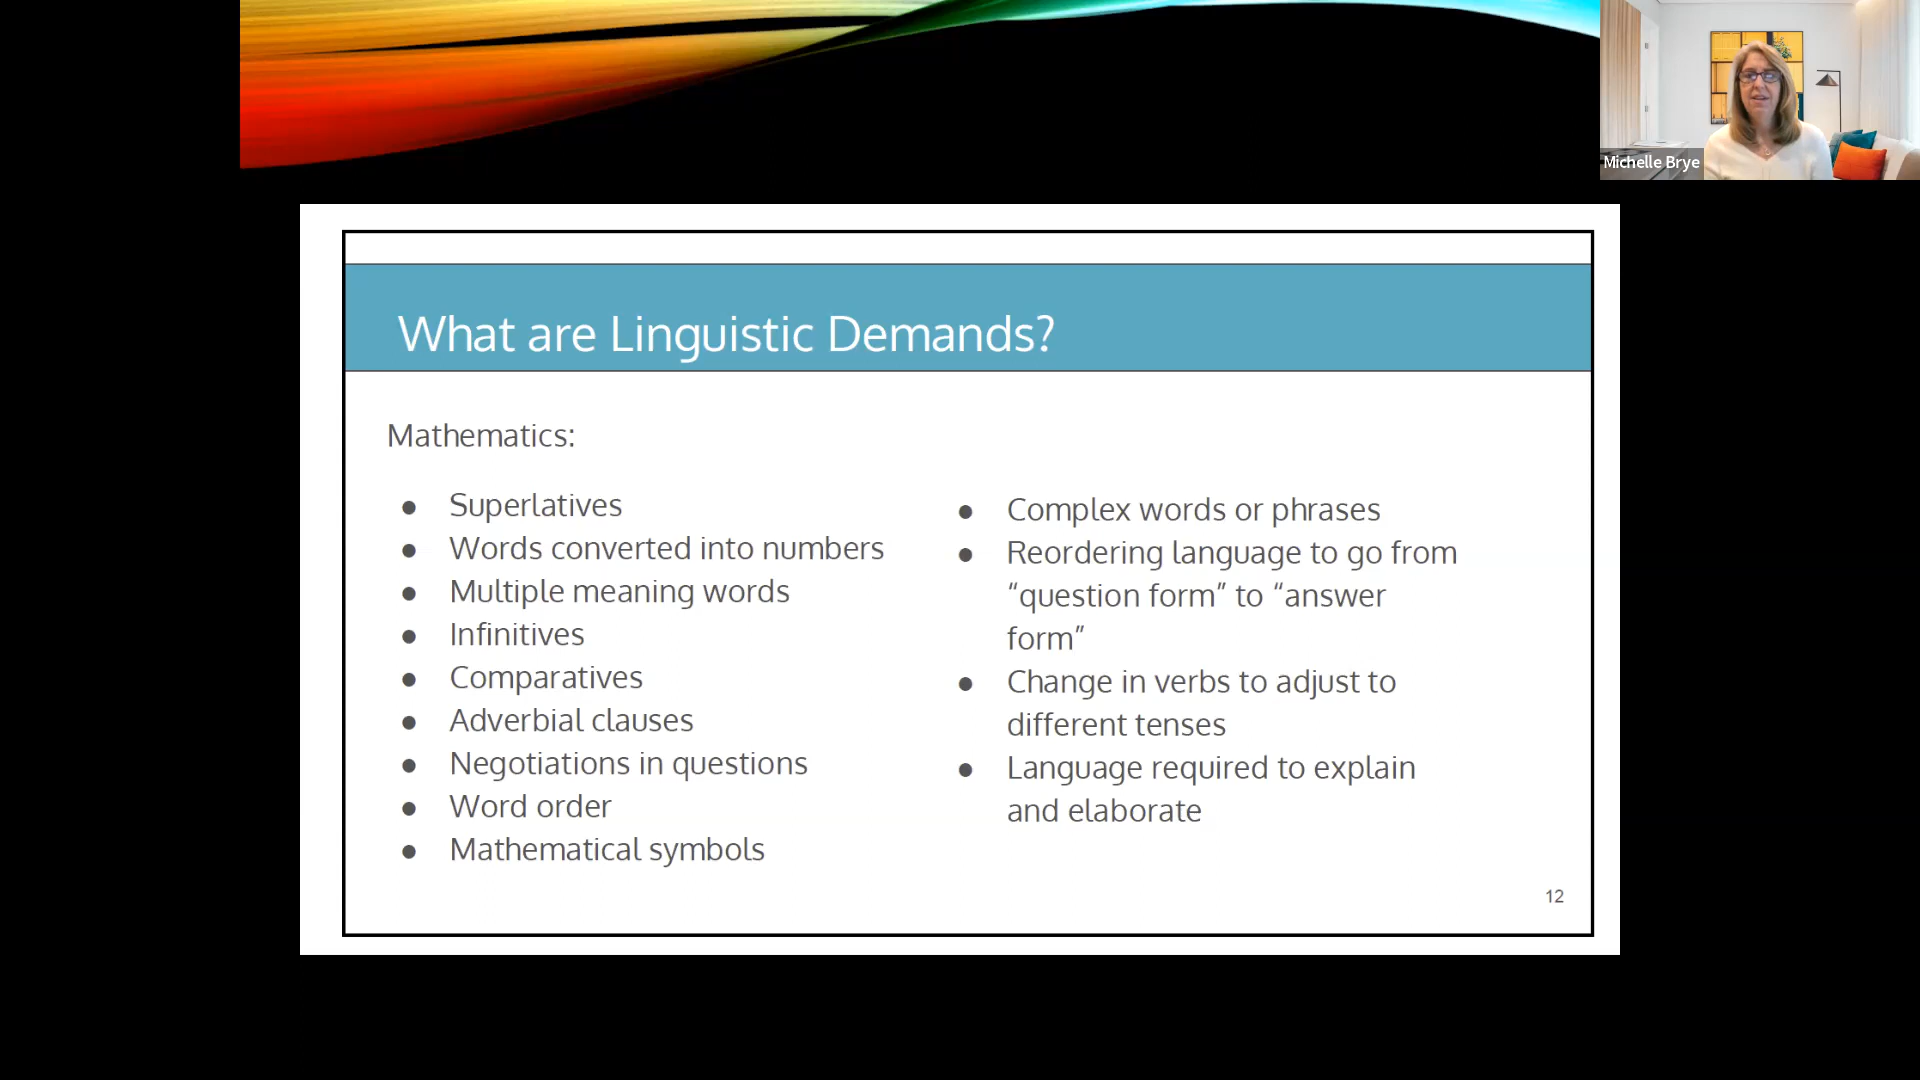 Michelle Brye
What are Linguistic Demands?
Mathematics:
● Superlatives
● Words converted into numbers
● Multiple meaning words
● Infinitives
● Comparatives
● Adverbial clauses
● Negotiations in questions
● Word order
● Mathematical symbols
● Complex words or phrases
● Reordering language to go from
“question form” to “answer
form”
● Change in verbs to adjust to
different tenses
● Language required to explain
and elaborate
12